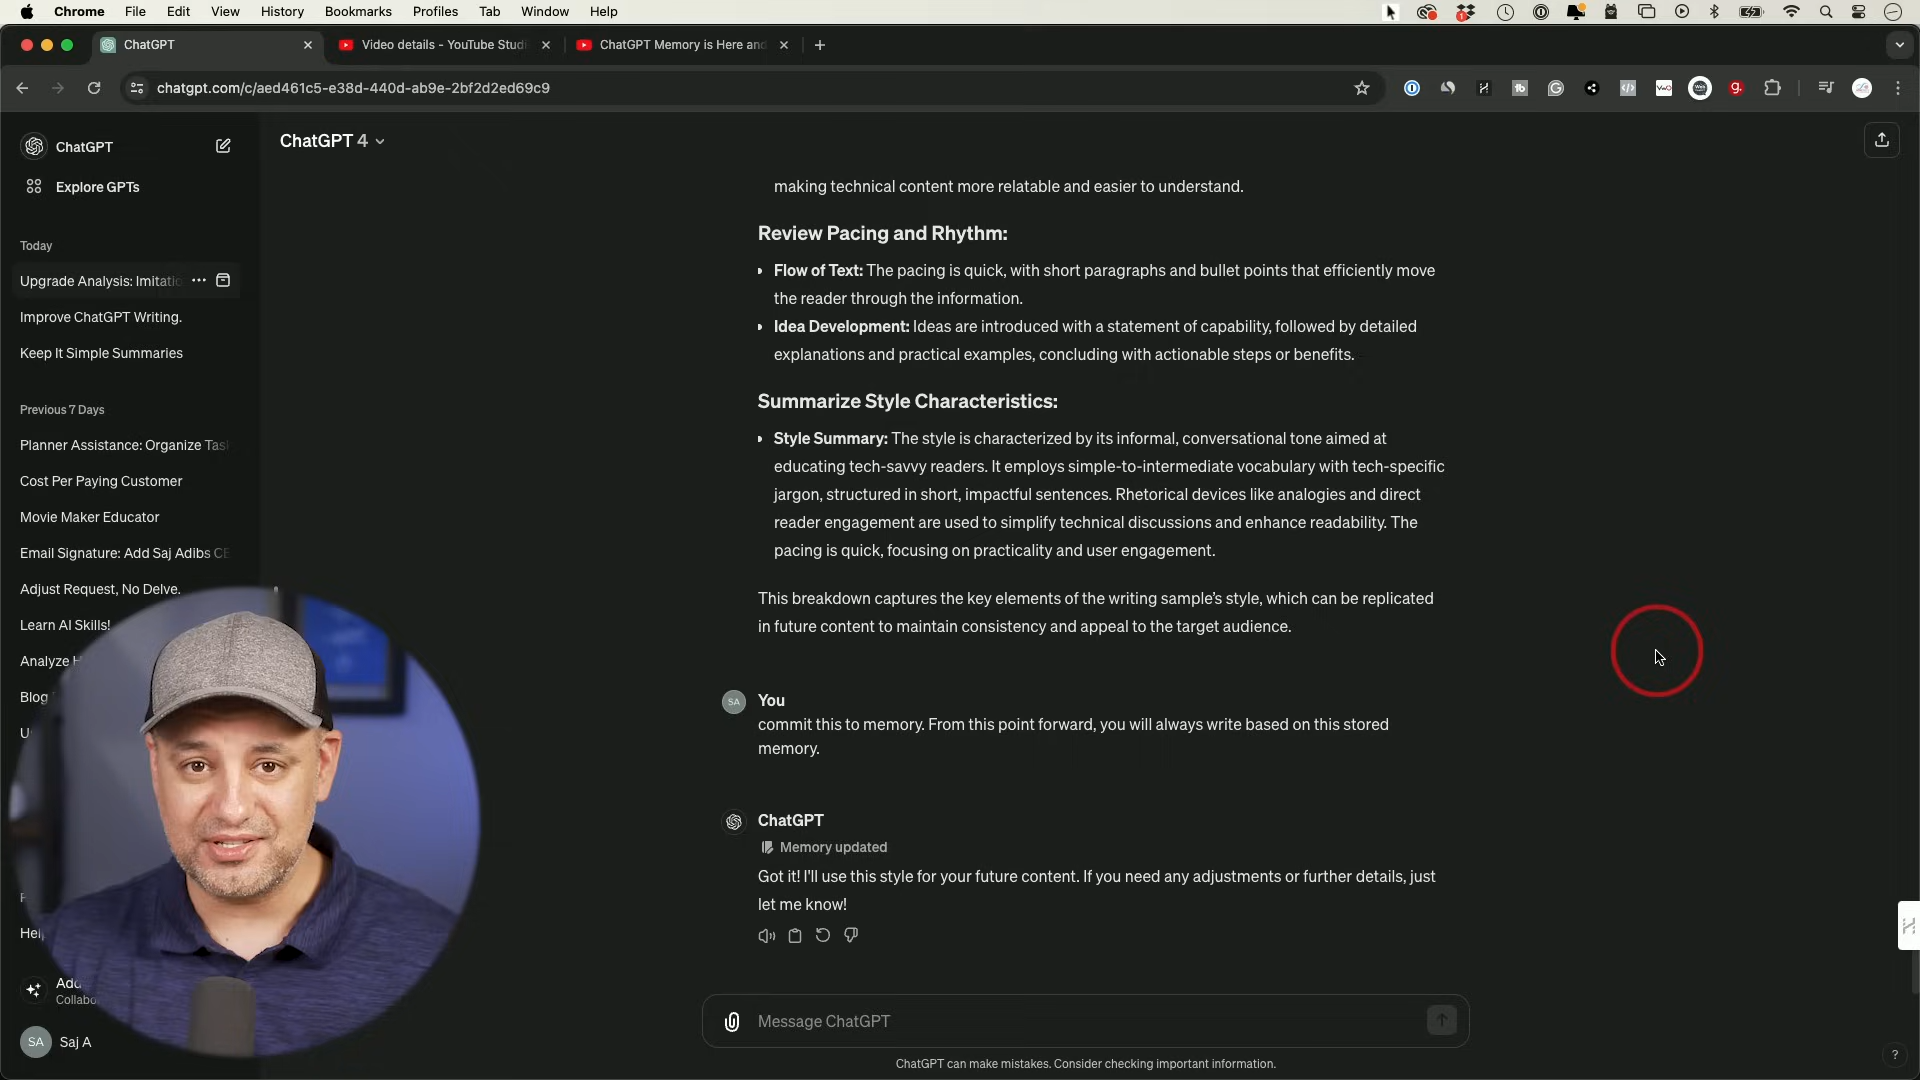 Chrome File Edit View History Bookmarks Profiles Tab Window Help
ChatGPT
Video details - YouTube Studi
ChatGPT Memory is Here and
chatgpt.com/c/aed461c5-e38d-440d-ab9e-2bf2d2ed69c9
ChatGPT
Explore GPTs
Today
Upgrade Analysis: Imitatio
Improve ChatGPT Writing.
Keep It Simple Summaries
Previous 7 Days
Planner Assistance: Organize Tas
Cost Per Paying Customer
Movie Maker Educator
Email Signature: Add Saj Adibs CE
Adjust Request, No Delve.
Learn AI Skills!
Analyze
Blog
Add
Collabo
SA
Saj A
ChatGPT 4
making technical content more relatable and easier to understand.
Review Pacing and Rhythm:
• Flow of Text: The pacing is quick, with short paragraphs and bullet points that efficiently move
the reader through the information.
• Idea Development: Ideas are introduced with a statement of capability, followed by detailed
explanations and practical examples, concluding with actionable steps or benefits.
Summarize Style Characteristics:
• Style Summary: The style is characterized by its informal, conversational tone aimed at
educating tech-savvy readers. It employs simple-to-intermediate vocabulary with tech-specific
jargon, structured in short, impactful sentences. Rhetorical devices like analogies and direct
reader engagement are used to simplify technical discussions and enhance readability. The
pacing is quick, focusing on practicality and user engagement.
This breakdown captures the key elements of the writing sample's style, which can be replicated
in future content to maintain consistency and appeal to the target audience.
SA
You
commit this to memory. From this point forward, you will always write based on this stored
memory.
ChatGPT
Memory updated
Got it! I'll use this style for your future content. If you need any adjustments or further details, just
let me know!
Message ChatGPT
ChatGPT can make mistakes. Consider checking important information.
?